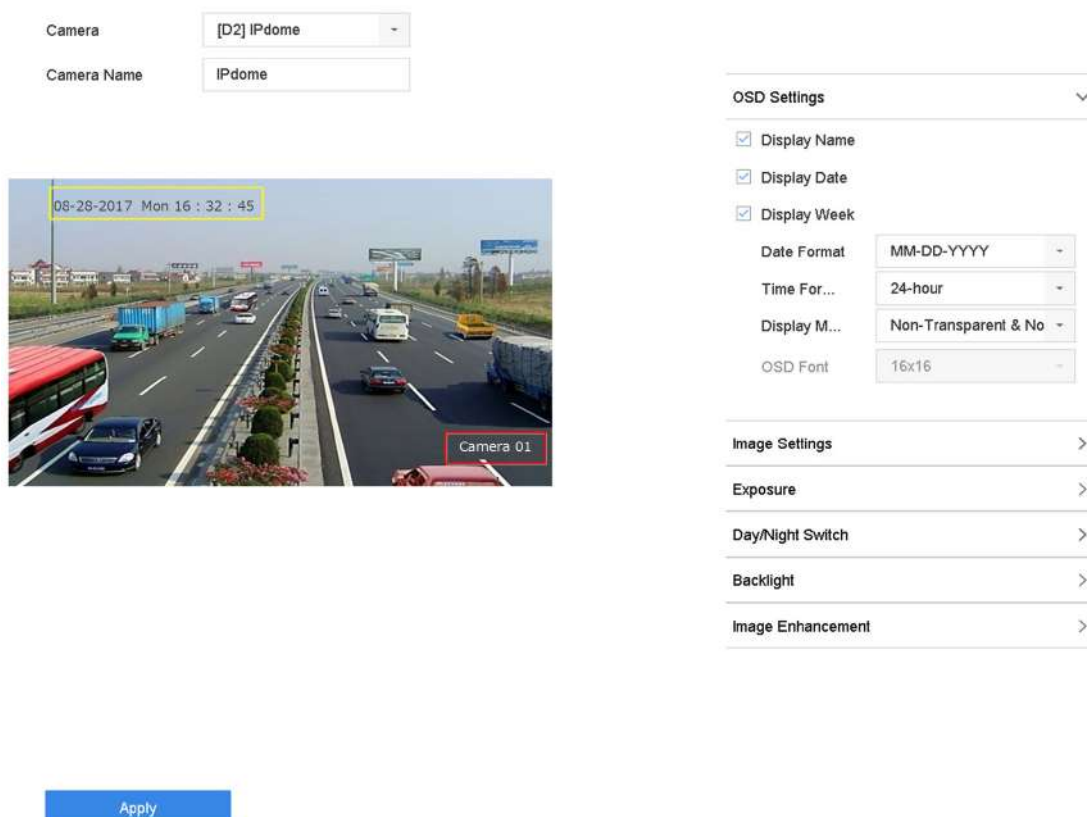 Camera
[D2] IPdome
Camera Name
IPdome
08-28-2017 Mon 16 : 32 : 45
Camera 01
OSD Settings
Display Name
Display Date
Display Week
Date Format
MM-DD-YYYY
Time For...
24-hour
Display M...
Non-Transparent & No
OSD Font
16x16
Image Settings
Exposure
Day/Night Switch
Backlight
Image Enhancement
Apply